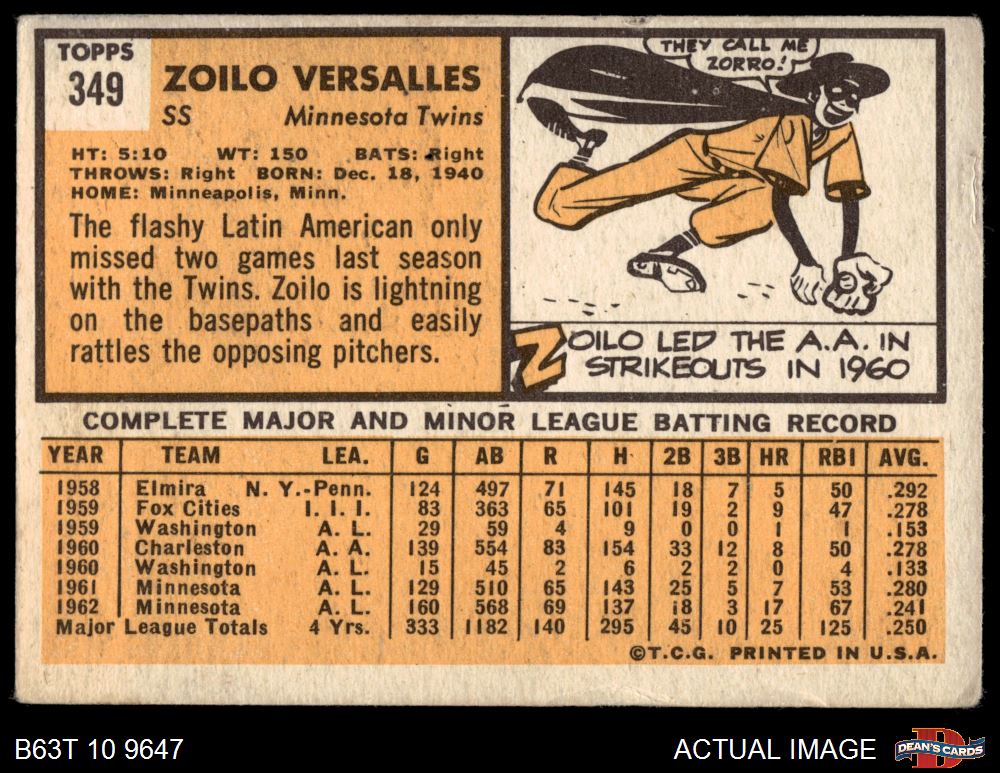 TOPPS
349
ZOILO VERSALLES
SS Minnesota Twins
HT: 5:10 WT: 150 BATS: Right
THROWS: Right BORN: Dec. 18, 1940
HOME: Minneapolis, Minn.
The flashy Latin American only
missed two games last season
with the Twins. Zoilo is lightning
on the basepaths and easily
rattles the opposing pitchers.
THEY CALL ME
ZORRO!
ZOILO LED THE A.A. IN
STRIKEOUTS IN 1960
COMPLETE MAJOR AND MINOR LEAGUE BATTING RECORD
YEAR TEAM LEA. G AB R H 2B 3B HR RBI AVG.
1958 Elmira N. Y.-Penn. 124 497 71 145 18 7 5 50 .292
1959 Fox Cities I. I. I. 83 363 65 101 19 2 9 47 .278
1959 Washington A. L. 29 59 4 9 0 0 1 1 .153
1960 Charleston A. A. 139 554 83 154 33 12 8 50 .278
1960 Washington A. L. 15 45 2 6 2 2 0 4 .133
1961 Minnesota A. L. 129 510 65 143 25 5 7 53 .280
1962 Minnesota A. L. 160 568 69 137 18 3 17 67 .241
Major League Totals 4 Yrs. 333 1182 140 295 45 10 25 125 .250
©T.C.G. PRINTED IN U.S.A.
B63T 10 9647 ACTUAL IMAGE
D
DEAN'S CARDS